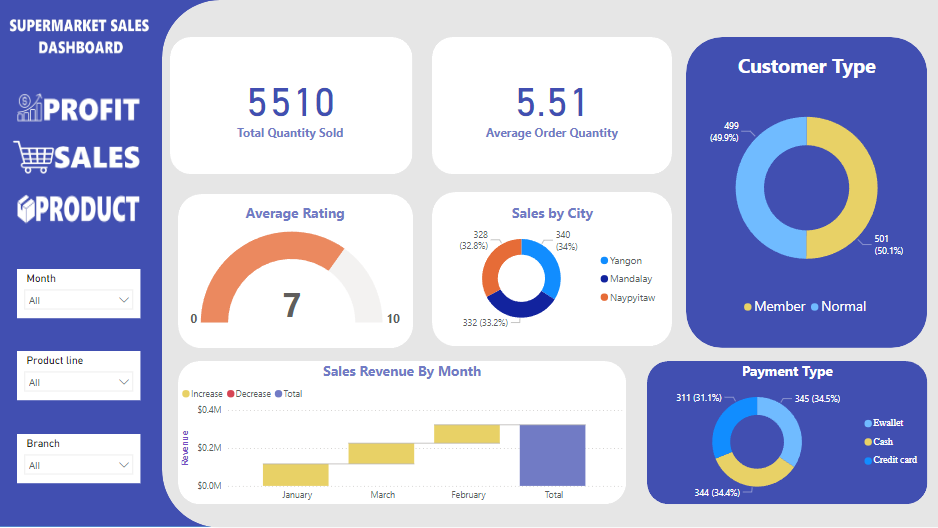 SUPERMARKET SALES
DASHBOARD
PROFIT
SALES
PRODUCT
Month
All
Product line
All
Branch
All
5510
Total Quantity Sold
5.51
Average Order Quantity
Customer Type
499
(49.9%)
501
(50.1%)
Member
Normal
Average Rating
7
0
10
Sales by City
328
(32.8%)
340
(34%)
332 (33.2%)
Yangon
Mandalay
Naypyitaw
Sales Revenue By Month
Increase
Decrease
Total
Revenue
$0.4M
$0.2M
$0.0M
January
March
February
Total
Payment Type
311 (31.1%)
345 (34.5%)
344 (34.4%)
Ewallet
Cash
Credit card